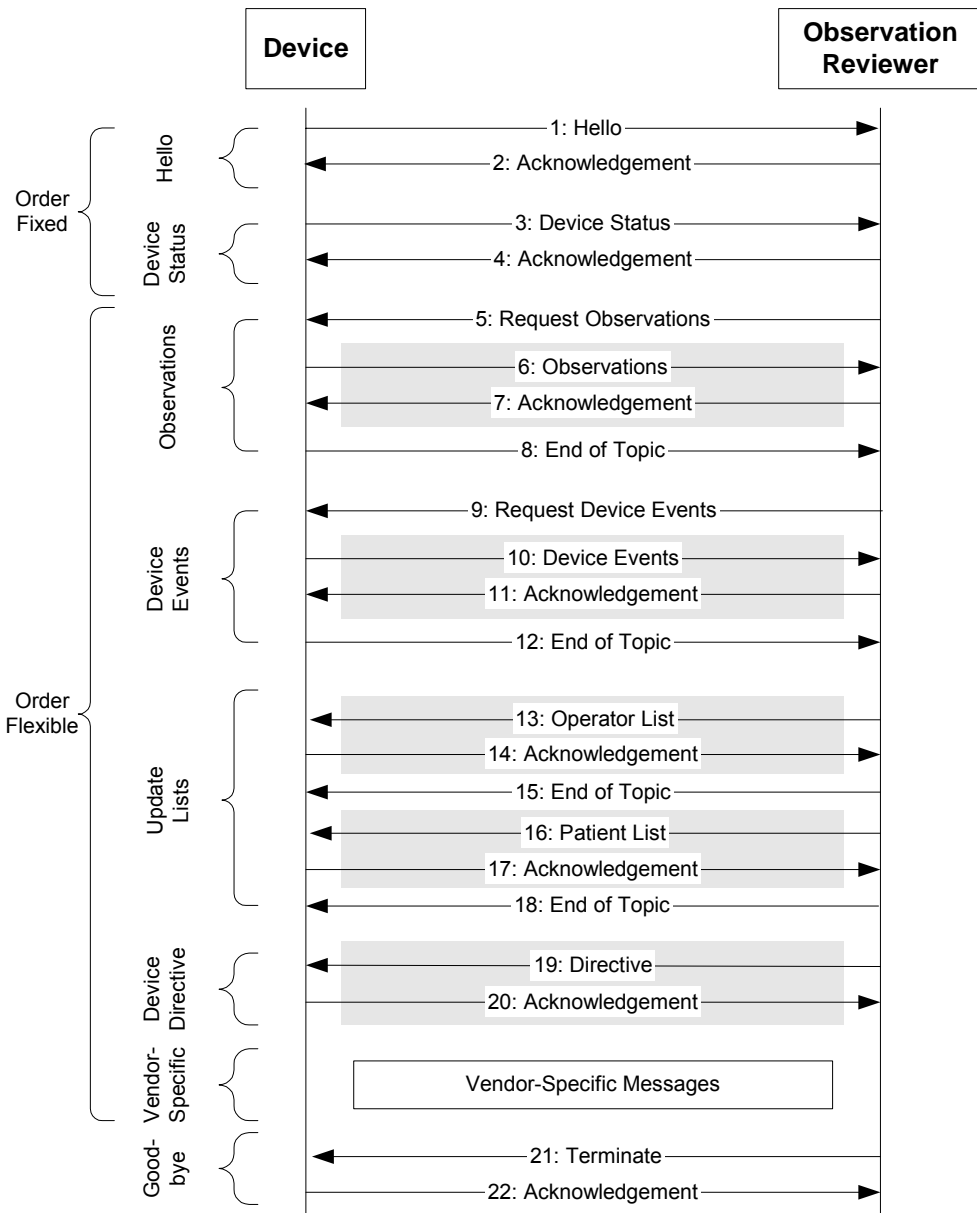 Device
Observation
Reviewer
Order
Fixed
Hello
1: Hello
2: Acknowledgement
Device
Status
3: Device Status
4: Acknowledgement
Order
Flexible
Observations
5: Request Observations
6: Observations
7: Acknowledgement
8: End of Topic
Device
Events
9: Request Device Events
10: Device Events
11: Acknowledgement
12: End of Topic
Update
Lists
13: Operator List
14: Acknowledgement
15: End of Topic
16: Patient List
17: Acknowledgement
18: End of Topic
Device
Directive
19: Directive
20: Acknowledgement
Vendor-
Specific
Vendor-Specific Messages
Good-
bye
21: Terminate
22: Acknowledgement